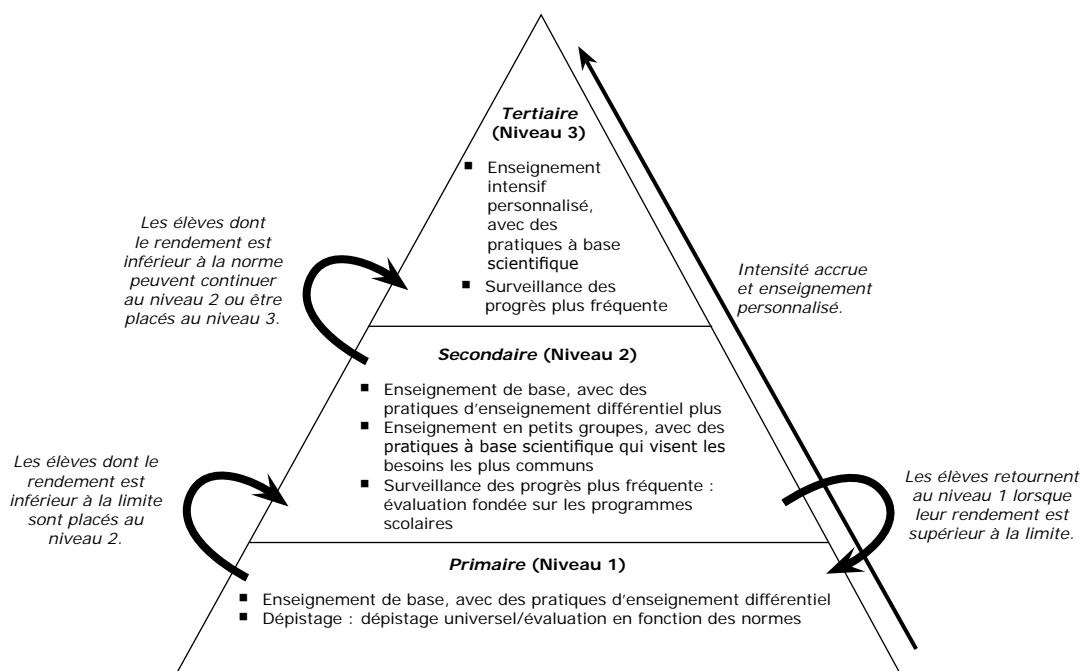 Tertiaire
(Niveau 3)
■ Enseignement
intensif
personnalisé,
avec des
pratiques à base
scientifique
■ Surveillance des
progrès plus fréquente
Les élèves dont
le rendement est
inférieur à la norme
peuvent continuer
au niveau 2 ou être
placés au niveau 3.
Intensité accrue
et enseignement
personnalisé.
Secondaire (Niveau 2)
■ Enseignement de base, avec des
pratiques d'enseignement différentiel plus
■ Enseignement en petits groupes, avec des
pratiques à base scientifique qui visent les
besoins les plus communs
■ Surveillance des progrès plus fréquente :
évaluation fondée sur les programmes
scolaires
Les élèves dont le
rendement est
inférieur à la limite
sont placés au
niveau 2.
Les élèves retournent
au niveau 1 lorsque
leur rendement est
supérieur à la limite.
Primaire (Niveau 1)
■ Enseignement de base, avec des pratiques d'enseignement différentiel
■ Dépistage : dépistage universel/évaluation en fonction des normes